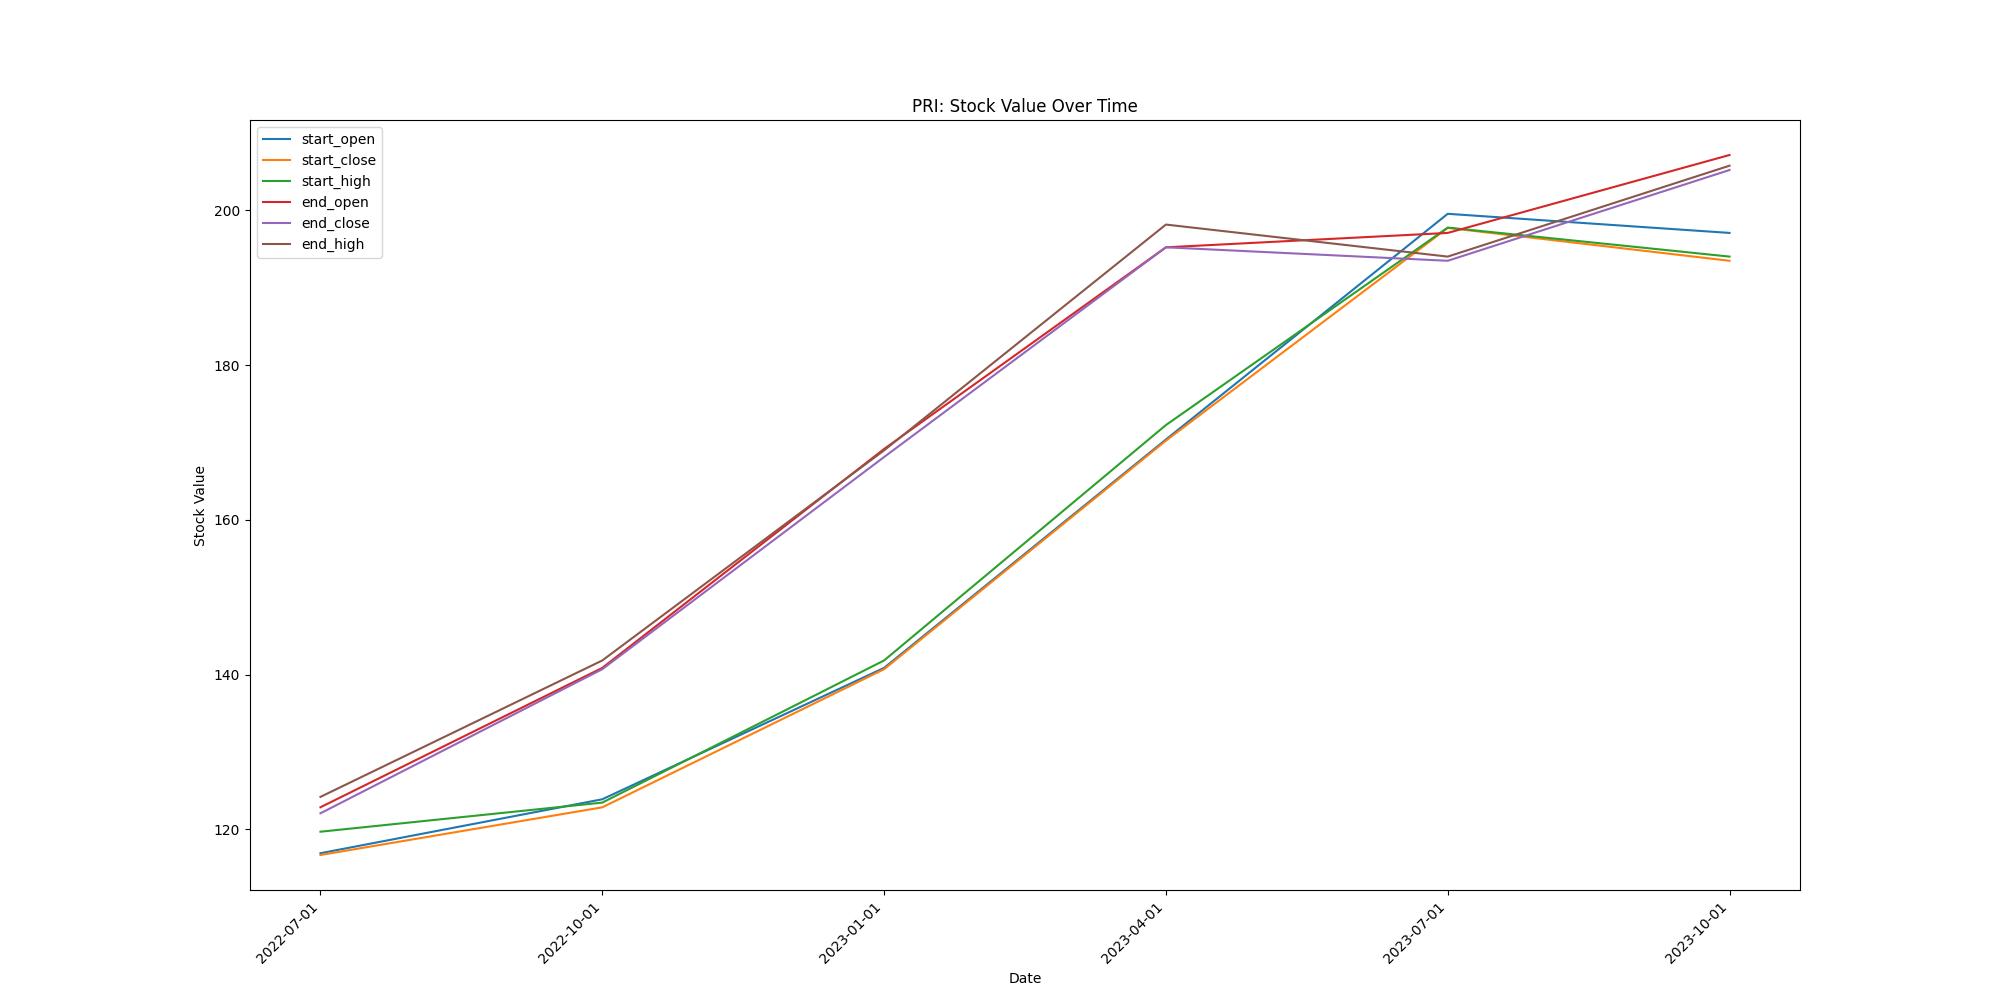 PRI: Stock Value Over Time
start_open
start_close
start_high
end_open
end_close
end_high
Stock Value
200
180
160
140
120
2022-07-01
2022-10-01
2023-01-01
2023-04-01
2023-07-01
2023-10-01
Date